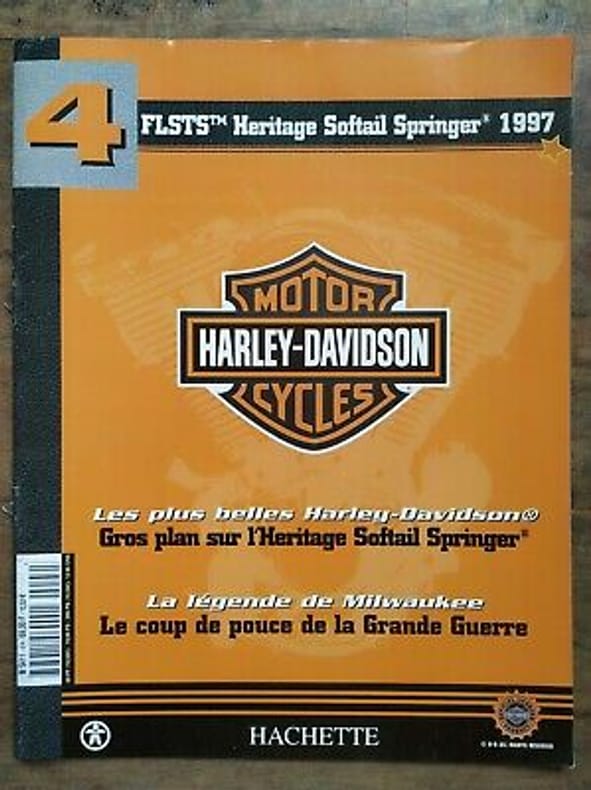 4
FLSTS™ Heritage Softail Springer® 1997
MOTOR
HARLEY-DAVIDSON
CYCLES
Les plus belles Harley-Davidson®
Gros plan sur l'Heritage Softail Springer®
La légende de Milwaukee
Le coup de pouce de la Grande Guerre
HACHETTE